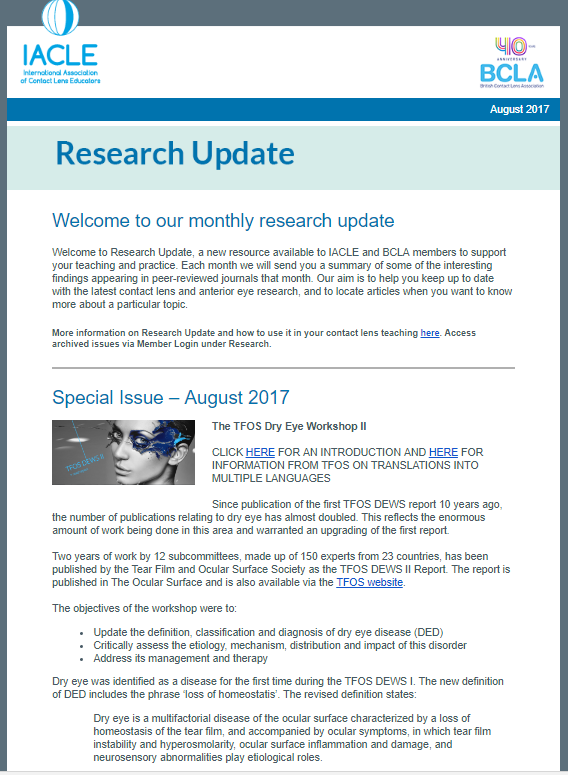 IACLE
International Association
of Contact Lens Educators
40
ANNIVERSARY
BCLA
British Contact Lens Association
August 2017
Research Update
Welcome to our monthly research update
Welcome to Research Update, a new resource available to IACLE and BCLA members to support
your teaching and practice. Each month we will send you a summary of some of the interesting
findings appearing in peer-reviewed journals that month. Our aim is to help you keep up to date
with the latest contact lens and anterior eye research, and to locate articles when you want to know
more about a particular topic.
More information on Research Update and how to use it in your contact lens teaching here. Access
archived issues via Member Login under Research.
Special Issue – August 2017
TFOS DEWS II
The TFOS Dry Eye Workshop II
CLICK HERE FOR AN INTRODUCTION AND HERE FOR
INFORMATION FROM TFOS ON TRANSLATIONS INTO
MULTIPLE LANGUAGES
Since publication of the first TFOS DEWS report 10 years ago,
the number of publications relating to dry eye has almost doubled. This reflects the enormous
amount of work being done in this area and warranted an upgrading of the first report.
Two years of work by 12 subcommittees, made up of 150 experts from 23 countries, has been
published by the Tear Film and Ocular Surface Society as the TFOS DEWS II Report. The report is
published in The Ocular Surface and is also available via the TFOS website.
The objectives of the workshop were to:
• Update the definition, classification and diagnosis of dry eye disease (DED)
• Critically assess the etiology, mechanism, distribution and impact of this disorder
• Address its management and therapy
Dry eye was identified as a disease for the first time during the TFOS DEWS I. The new definition
of DED includes the phrase 'loss of homeostatis'. The revised definition states:
Dry eye is a multifactorial disease of the ocular surface characterized by a loss of
homeostasis of the tear film, and accompanied by ocular symptoms, in which tear film
instability and hyperosmolarity, ocular surface inflammation and damage, and
neurosensory abnormalities play etiological roles.